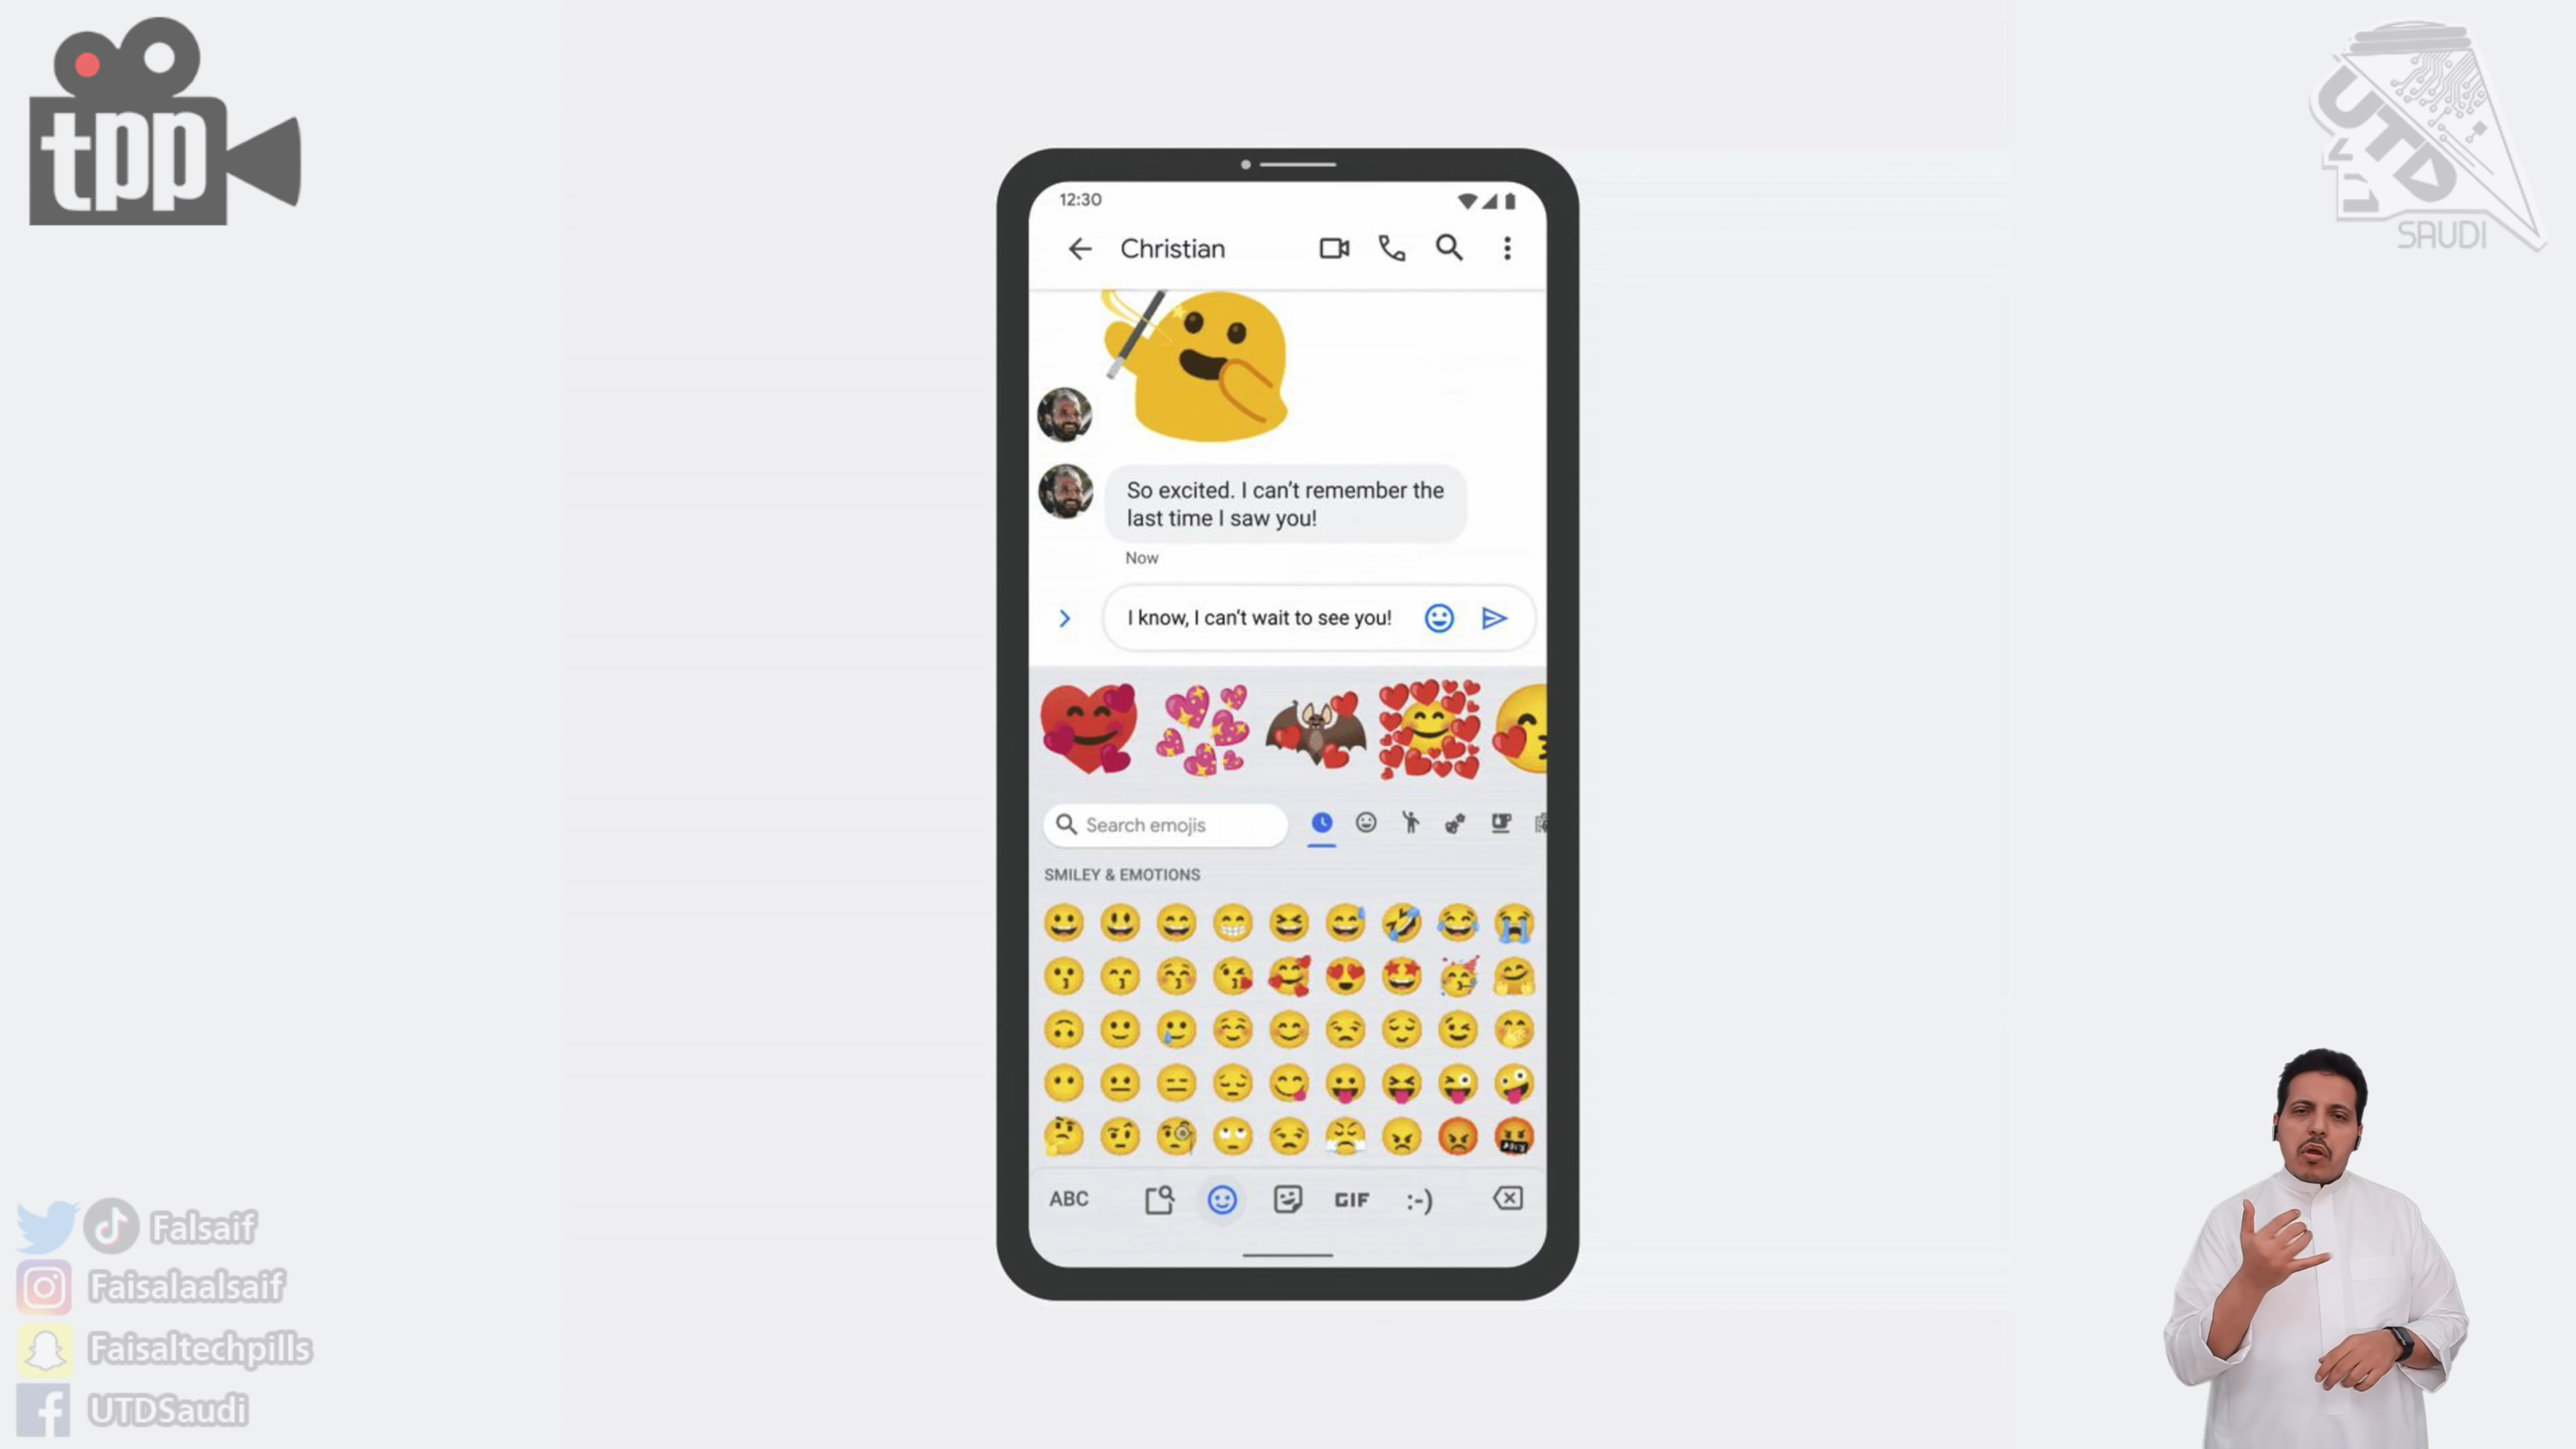 tpp
UTD
SAUDI
12:30
Christian
So excited. I can’t remember the
last time I saw you!
Now
I know, I can’t wait to see you!
Search emojis
SMILEY & EMOTIONS
ABC
GIF
:-)
Falsaif
Faisalaalsaif
Faisaltechpills
UTDSaudi